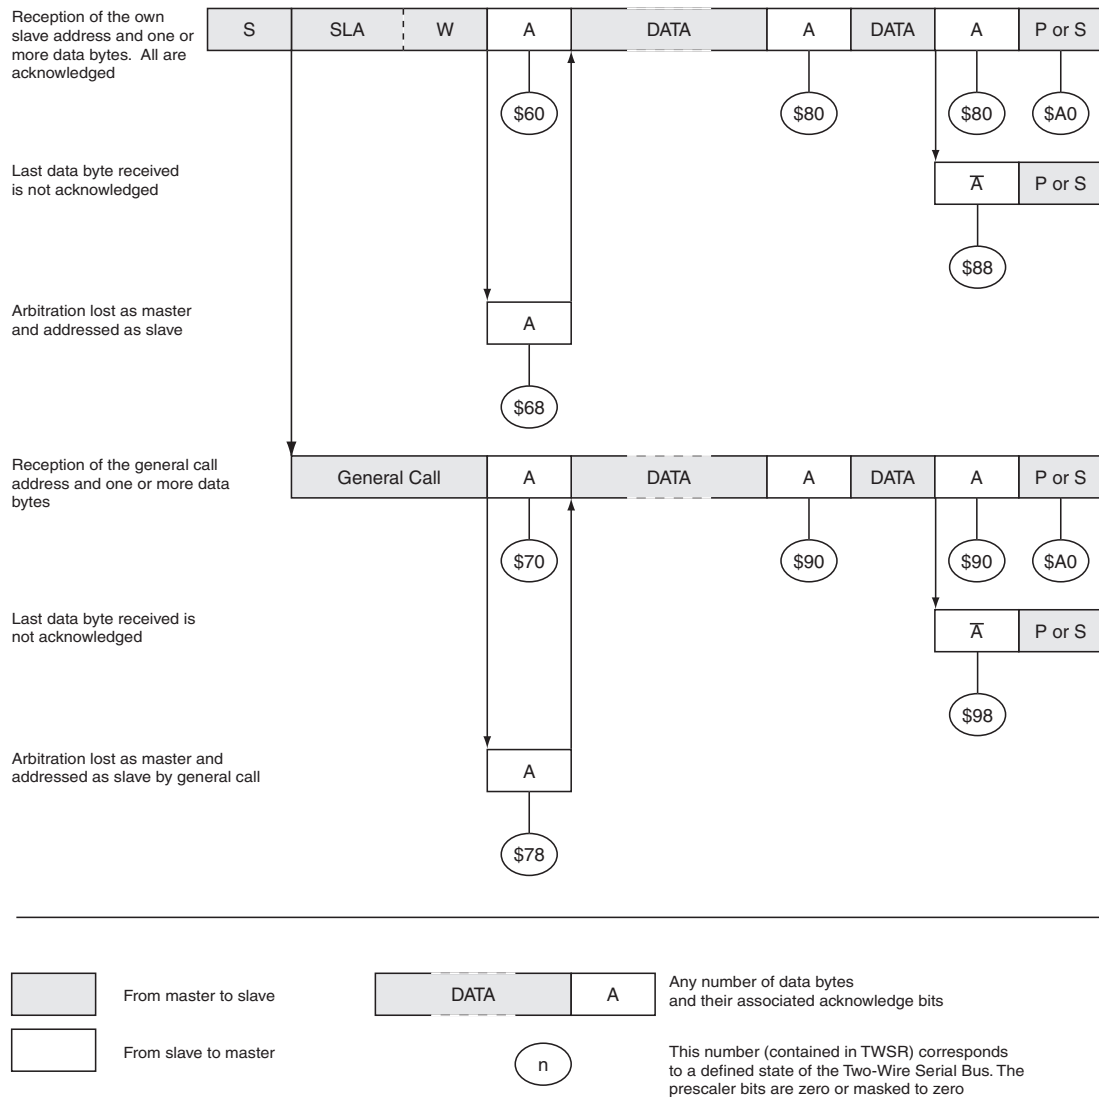 Reception of the own
slave address and one or
more data bytes. All are
acknowledged
S SLA W A DATA A DATA A P or S
$60 $80 $80 $A0
Last data byte received
is not acknowledged
A̅ P or S
$88
Arbitration lost as master
and addressed as slave
A
$68
Reception of the general call
address and one or more data
bytes
General Call A DATA A DATA A P or S
$70 $90 $90 $A0
Last data byte received is
not acknowledged
A̅ P or S
$98
Arbitration lost as master and
addressed as slave by general call
A
$78
From master to slave
DATA A
Any number of data bytes
and their associated acknowledge bits
From slave to master
n
This number (contained in TWSR) corresponds
to a defined state of the Two-Wire Serial Bus. The
prescaler bits are zero or masked to zero